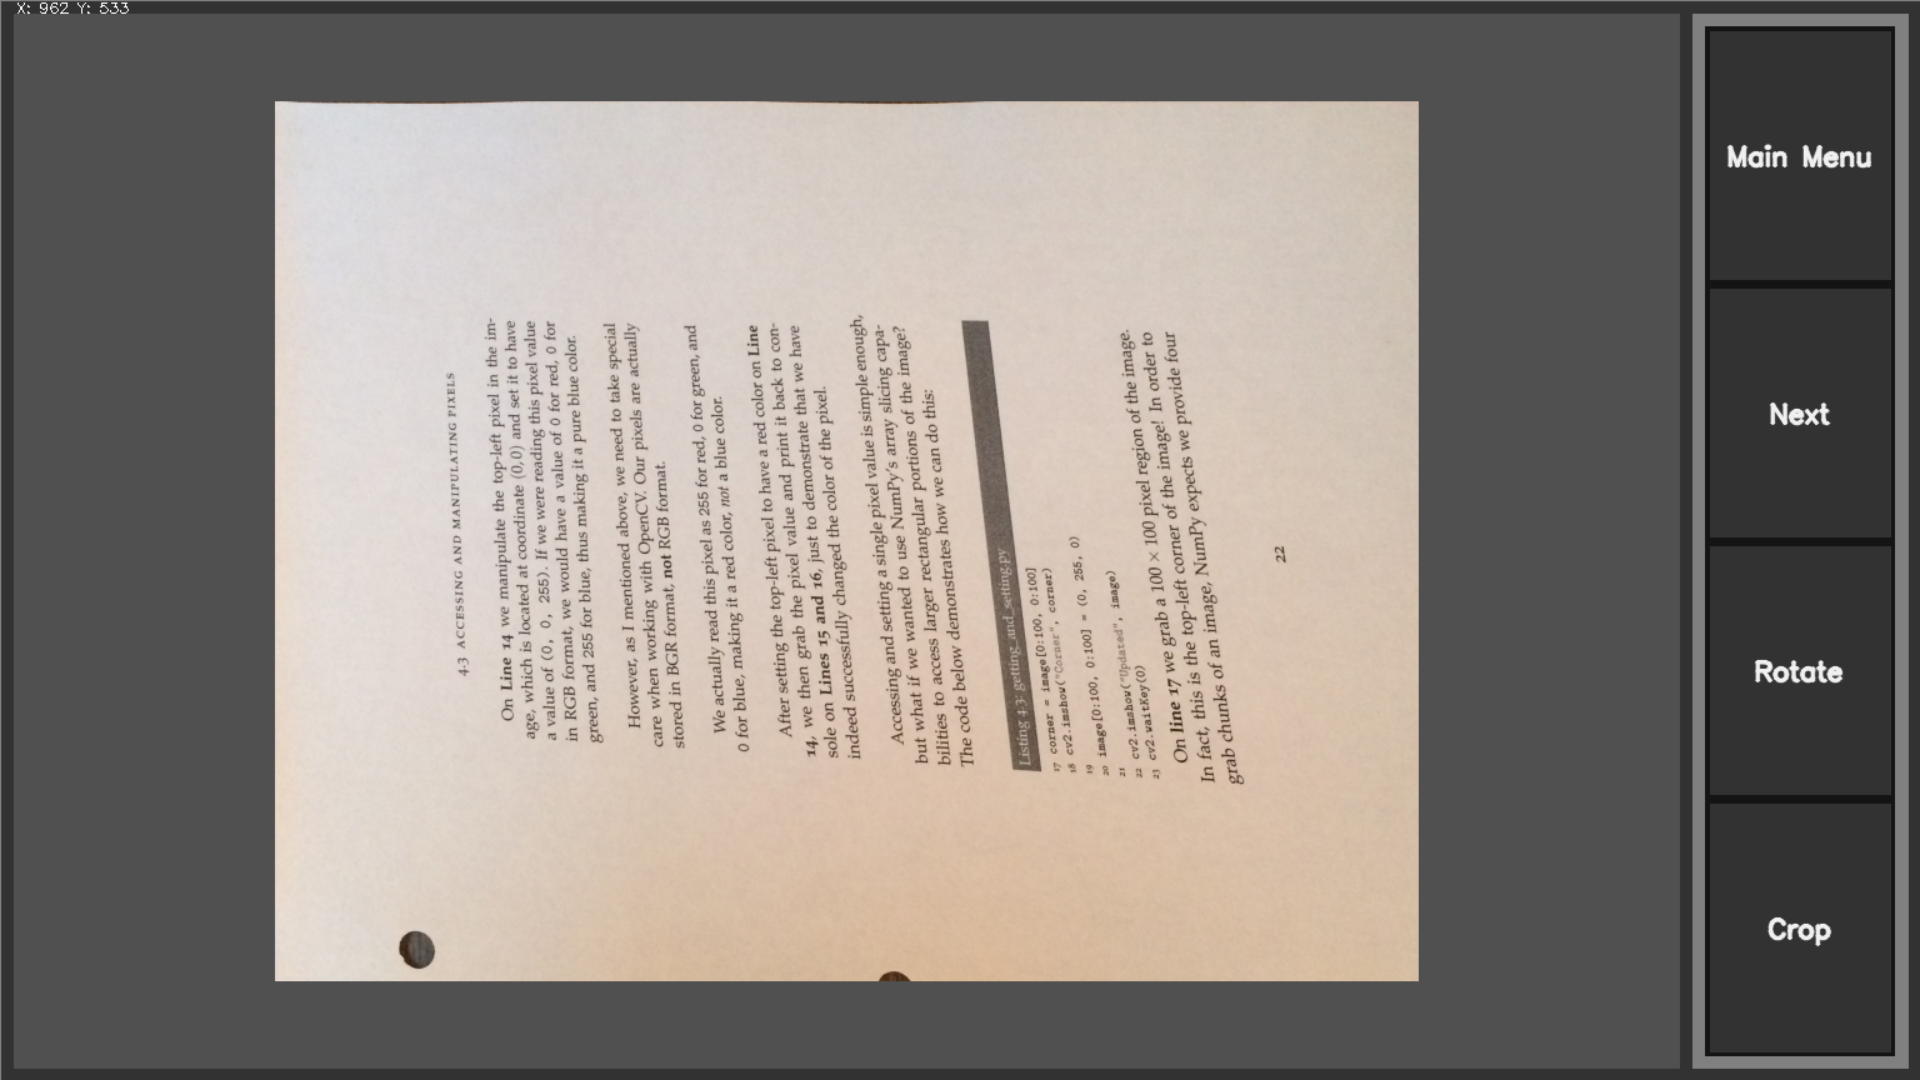 X: 962 Y: 533
4.3 ACCESSING AND MANIPULATING PIXELS
On Line 14 we manipulate the top-left pixel in the im-
age, which is located at coordinate (0,0) and set it to have
a value of (0, 0, 255). If we were reading this pixel value
in RGB format, we would have a value of 0 for red, 0 for
green, and 255 for blue, thus making it a pure blue color.
However, as I mentioned above, we need to take special
care when working with OpenCV. Our pixels are actually
stored in BGR format, not RGB format.
We actually read this pixel as 255 for red, 0 for green, and
0 for blue, making it a red color, not a blue color.
After setting the top-left pixel to have a red color on Line
14, we then grab the pixel value and print it back to con-
sole on Lines 15 and 16, just to demonstrate that we have
indeed successfully changed the color of the pixel.
Accessing and setting a single pixel value is simple enough,
but what if we wanted to use NumPy's array slicing capa-
bilities to access larger rectangular portions of the image?
The code below demonstrates how we can do this:
Listing 4.3: getting_and_setting.py
17 corner = image[0:100, 0:100]
18 cv2.imshow("Corner", corner)
19
20 image[0:100, 0:100] = (0, 255, 0)
21
22 cv2.imshow("Updated", image)
23 cv2.waitKey(0)
On line 17 we grab a 100 × 100 pixel region of the image.
In fact, this is the top-left corner of the image! In order to
grab chunks of an image, NumPy expects we provide four
22
Main Menu
Next
Rotate
Crop